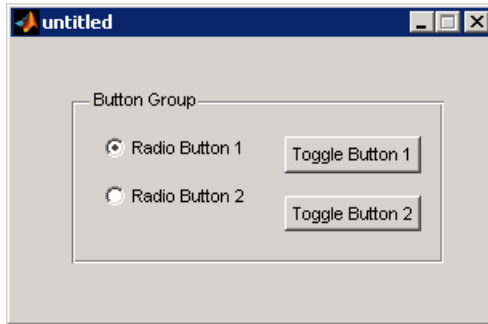 untitled
Button Group
Radio Button 1
Toggle Button 1
Radio Button 2
Toggle Button 2